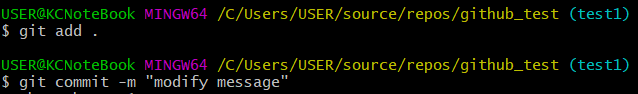 USER@KCNoteBook MINGW64 /C/Users/USER/source/repos/github_test (test1)
$ git add .
USER@KCNoteBook MINGW64 /C/Users/USER/source/repos/github_test (test1)
$ git commit -m "modify message"